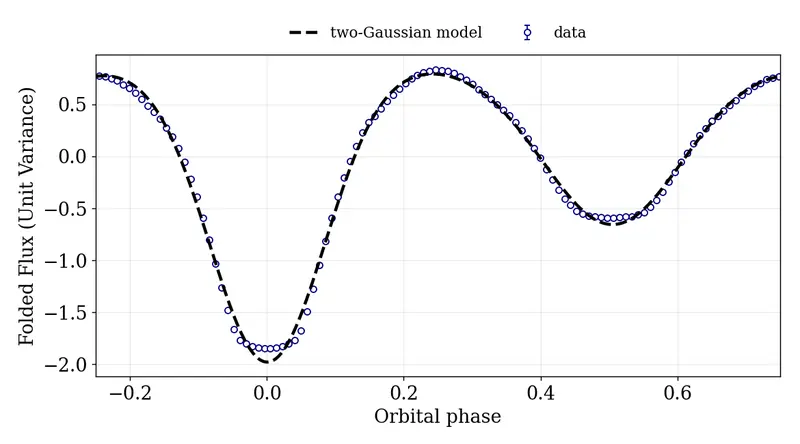 two-Gaussian model data
Folded Flux (Unit Variance)
0.5
0.0
−0.5
−1.0
−1.5
−2.0
−0.2 0.0 0.2 0.4 0.6
Orbital phase